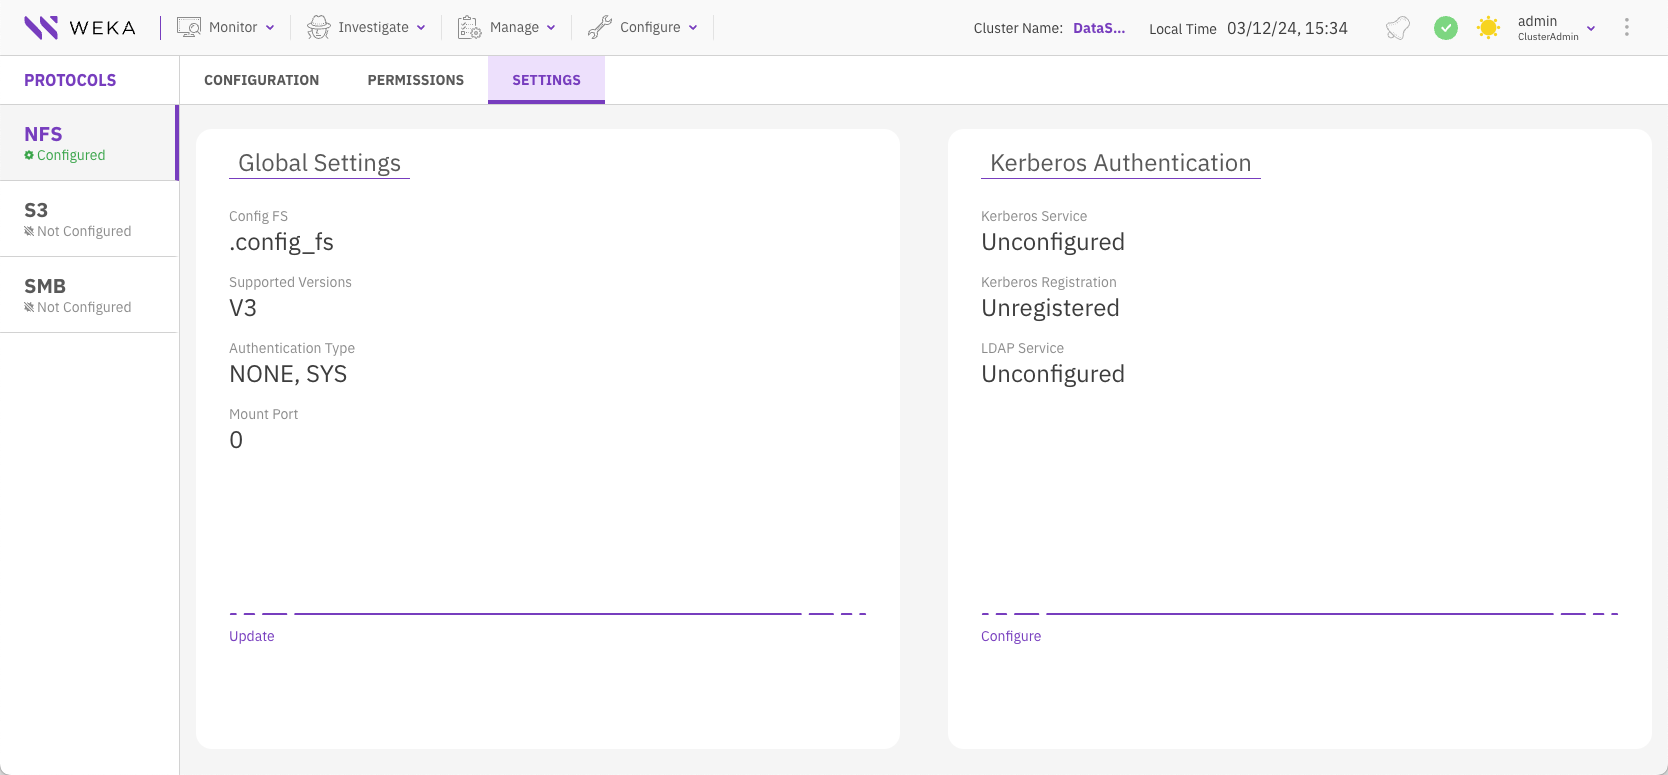 WEKA Monitor Investigate Manage Configure Cluster Name: DataS... Local Time 03/12/24, 15:34 admin
ClusterAdmin
PROTOCOLS
CONFIGURATION PERMISSIONS SETTINGS
NFS
Configured
S3
Not Configured
SMB
Not Configured
Global Settings
Config FS
.config_fs
Supported Versions
V3
Authentication Type
NONE, SYS
Mount Port
0
Update
Kerberos Authentication
Kerberos Service
Unconfigured
Kerberos Registration
Unregistered
LDAP Service
Unconfigured
Configure